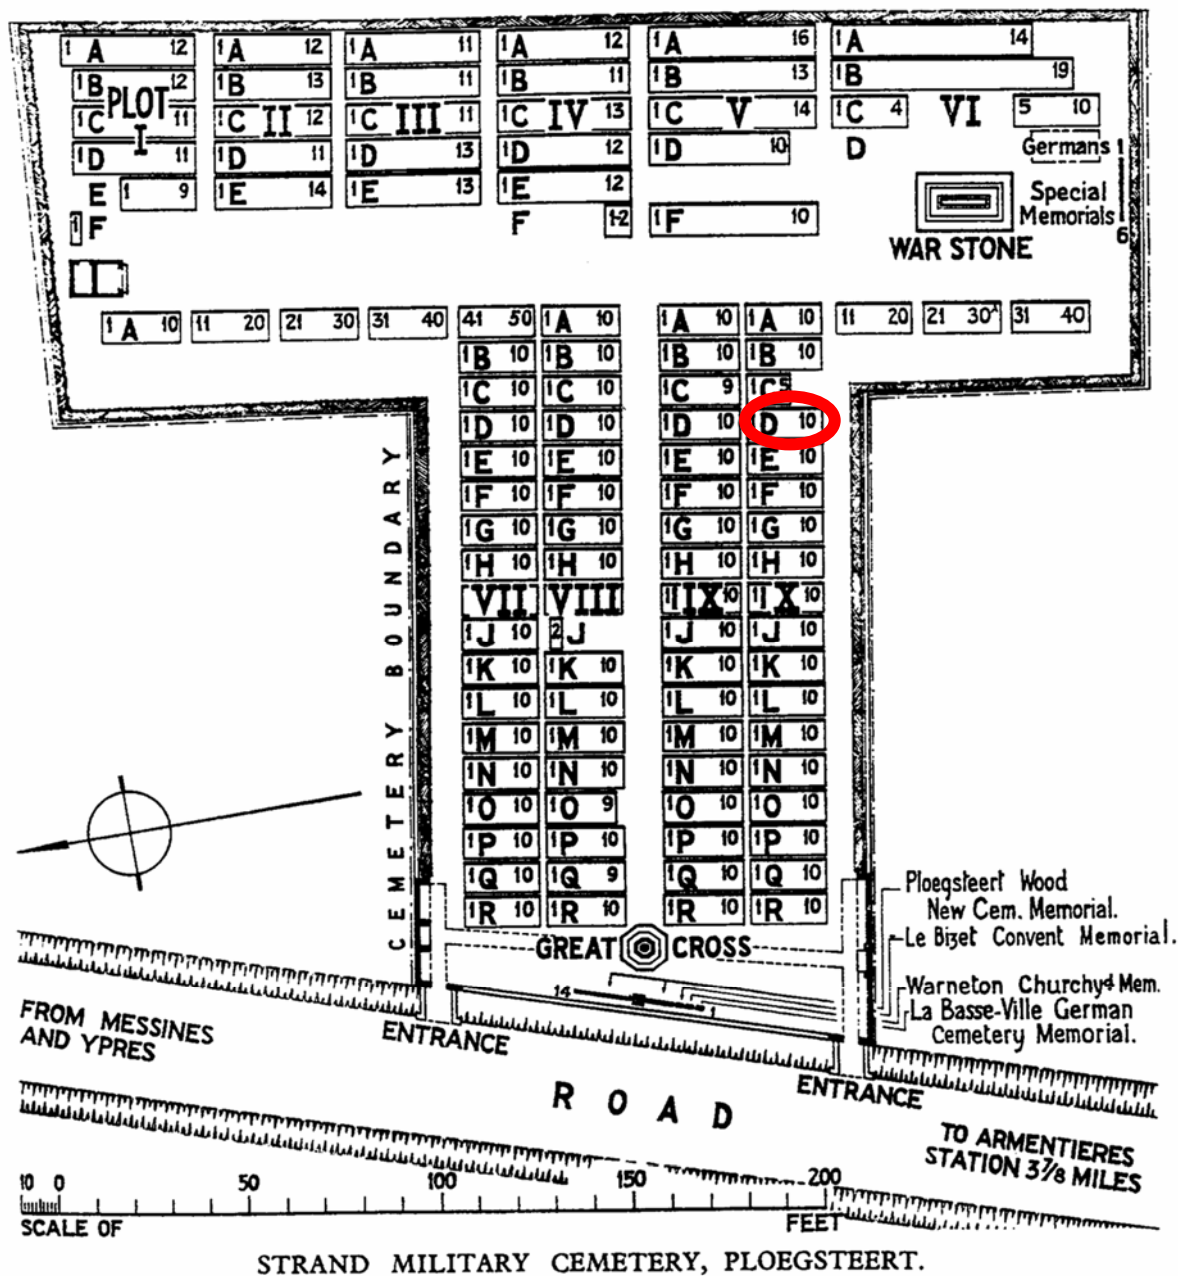 1 A 12 1 A 12 1 A 11 1 A 12 1 A 16 1 A 14
1 B 12 1 B 13 1 B 11 1 B 11 1 B 13 1 B 19
PLOT I II III IV V VI
1 C 11 1 C 12 1 C 11 1 C 13 1 C 14 1 C 4 5 10
1 D 11 1 D 11 1 D 13 1 D 12 1 D 10 D German's 1
E 1 9 1 E 14 1 E 13 1 E 12 Special
1 F F 1-2 1 F 10 Memorials
6
WAR STONE
1 A 10 11 20 21 30 31 40 41 50 1 A 10 1 A 10 1 A 10 11 20 21 30A 31 40
1 B 10 1 B 10 1 B 10 1 B 10
1 C 10 1 C 10 1 C 9 1 C 5
1 D 10 1 D 10 1 D 10 1 D 10
1 E 10 1 E 10 1 E 10 1 E 10
1 F 10 1 F 10 1 F 10 1 F 10
1 G 10 1 G 10 1 G 10 1 G 10
1 H 10 1 H 10 1 H 10 1 H 10
VII VIII 1 IX 10 1 X 10
1 J 10 2 J 1 J 10 1 J 10
1 K 10 1 K 10 1 K 10 1 K 10
1 L 10 1 L 10 1 L 10 1 L 10
1 M 10 1 M 10 1 M 10 1 M 10
1 N 10 1 N 10 1 N 10 1 N 10
1 O 10 1 O 9 1 O 10 1 O 10
1 P 10 1 P 10 1 P 10 1 P 10
1 Q 10 1 Q 9 1 Q 10 1 Q 10
1 R 10 1 R 10 1 R 10 1 R 10
CEMETERY BOUNDARY
GREAT CROSS
Ploegsteert Wood
New Cem. Memorial.
Le Bizet Convent Memorial.
Warneton Churchyd Mem.
La Basse-Ville German
Cemetery Memorial.
14 1
FROM MESSINES
AND YPRES
ENTRANCE
ENTRANCE
ROAD
TO ARMENTIERES
STATION 3 7/8 MILES
10 0 50 100 150 200
SCALE OF FEET
STRAND MILITARY CEMETERY, PLOEGSTEERT.